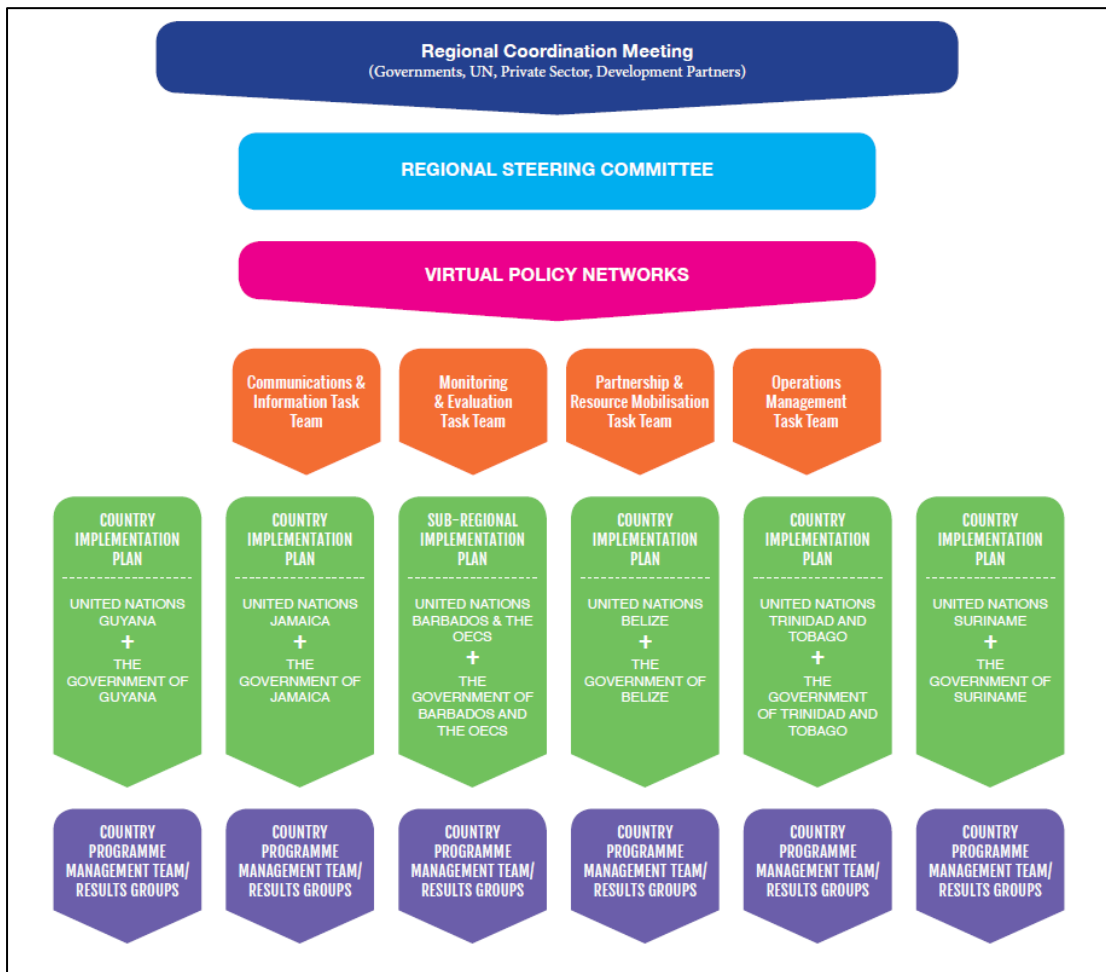 Regional Coordination Meeting
(Governments, UN, Private Sector, Development Partners)
REGIONAL STEERING COMMITTEE
VIRTUAL POLICY NETWORKS
Communications &
Information Task
Team
Monitoring
& Evaluation
Task Team
Partnership &
Resource Mobilisation
Task Team
Operations
Management
Task Team
COUNTRY
IMPLEMENTATION
PLAN
UNITED NATIONS
GUYANA
+
THE
GOVERNMENT OF
GUYANA
COUNTRY
IMPLEMENTATION
PLAN
UNITED NATIONS
JAMAICA
+
THE
GOVERNMENT OF
JAMAICA
SUB-REGIONAL
IMPLEMENTATION
PLAN
UNITED NATIONS
BARBADOS & THE
OECS
+
THE
GOVERNMENT OF
BARBADOS AND
THE OECS
COUNTRY
IMPLEMENTATION
PLAN
UNITED NATIONS
BELIZE
+
THE
GOVERNMENT OF
BELIZE
COUNTRY
IMPLEMENTATION
PLAN
UNITED NATIONS
TRINIDAD AND
TOBAGO
+
THE
GOVERNMENT
OF TRINIDAD AND
TOBAGO
COUNTRY
IMPLEMENTATION
PLAN
UNITED NATIONS
SURINAME
+
THE
GOVERNMENT OF
SURINAME
COUNTRY
PROGRAMME
MANAGEMENT TEAM/
RESULTS GROUPS
COUNTRY
PROGRAMME
MANAGEMENT TEAM/
RESULTS GROUPS
COUNTRY
PROGRAMME
MANAGEMENT TEAM/
RESULTS GROUPS
COUNTRY
PROGRAMME
MANAGEMENT TEAM/
RESULTS GROUPS
COUNTRY
PROGRAMME
MANAGEMENT TEAM/
RESULTS GROUPS
COUNTRY
PROGRAMME
MANAGEMENT TEAM/
RESULTS GROUPS